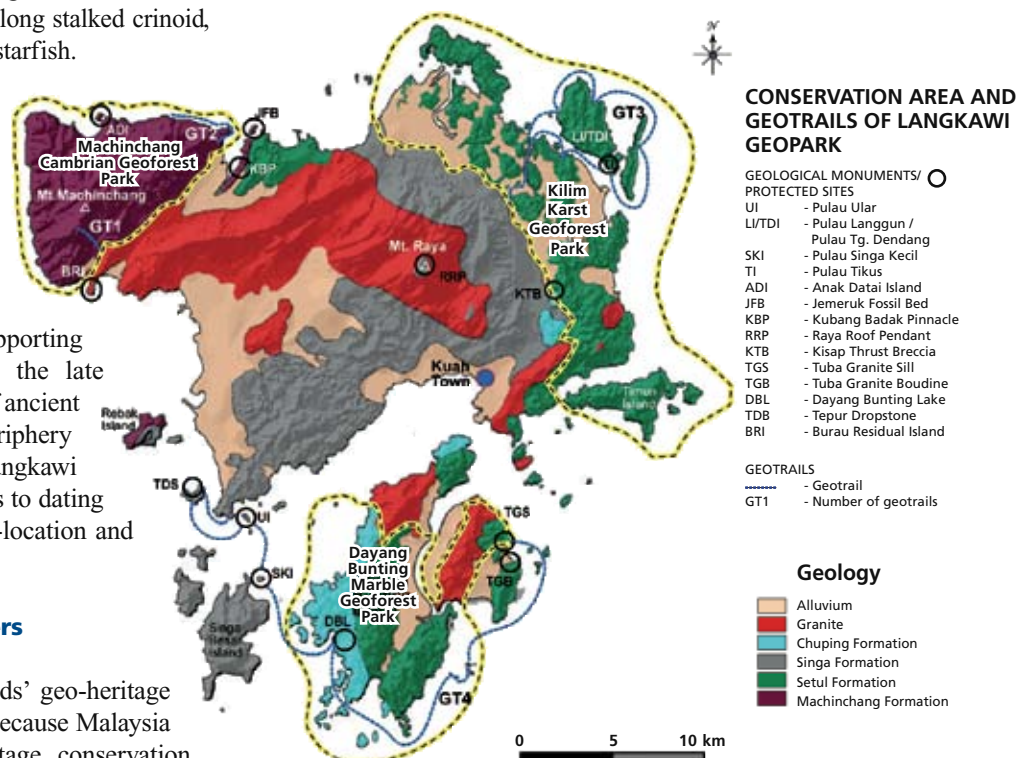 long stalked crinoid,
starfish.
pporting
the late
ancient
riphery
angkawi
s to dating
-location and
rs
ds' geo-heritage
because Malaysia
tage conservation
N
ADI
Machinchang
Cambrian Geoforest
Park
Mt. Machinchang
GT1
GT2
JFB
KBP
BRI
Mt. Raya
RRP
KTB
Kuah
Town
Kilim
Karst
Geoforest
Park
LI/TDI
GT3
Timun
Island
Rebak
Island
TDS
UI
SKI
Island
Dayang
Bunting
Marble
Geoforest
Park
DBL
TGS
TGB
GT4
0 5 10 km
CONSERVATION AREA AND
GEOTRAILS OF LANGKAWI
GEOPARK
GEOLOGICAL MONUMENTS/
PROTECTED SITES
UI - Pulau Ular
LI/TDI - Pulau Langgun /
Pulau Tg. Dendang
SKI - Pulau Singa Kecil
TI - Pulau Tikus
ADI - Anak Datai Island
JFB - Jemeruk Fossil Bed
KBP - Kubang Badak Pinnacle
RRP - Raya Roof Pendant
KTB - Kisap Thrust Breccia
TGS - Tuba Granite Sill
TGB - Tuba Granite Boudine
DBL - Dayang Bunting Lake
TDB - Tepur Dropstone
BRI - Burau Residual Island
GEOTRAILS
- Geotrail
GT1 - Number of geotrails
Geology
Alluvium
Granite
Chuping Formation
Singa Formation
Setul Formation
Machinchang Formation